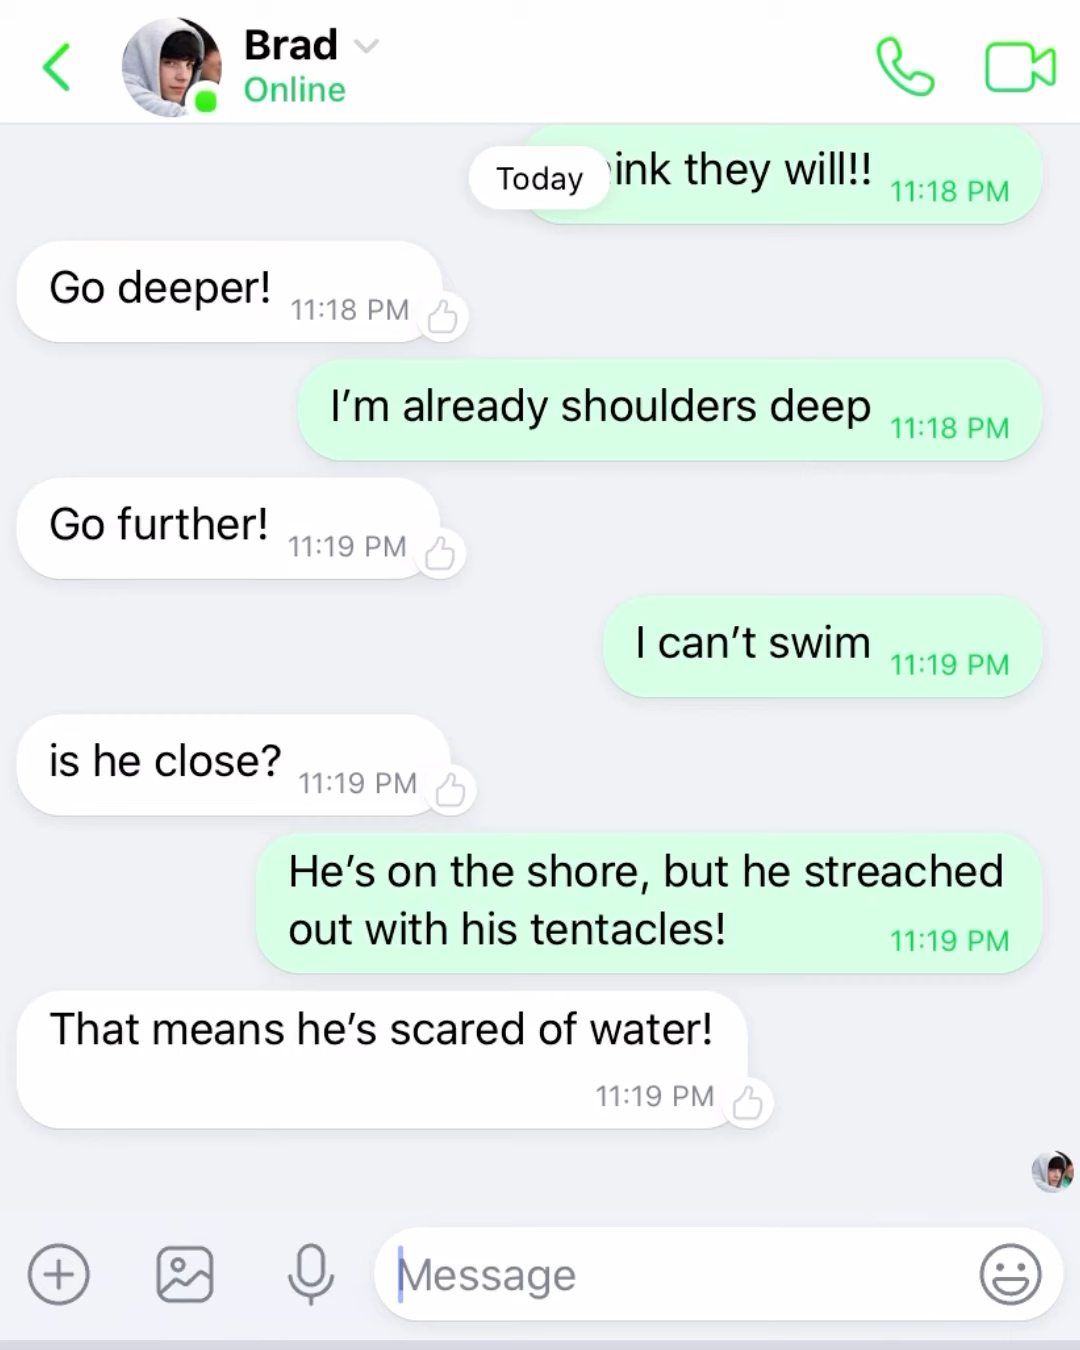 Brad
Online
Today
ink they will!!
11:18 PM
Go deeper!
11:18 PM
I'm already shoulders deep
11:18 PM
Go further!
11:19 PM
I can't swim
11:19 PM
is he close?
11:19 PM
He's on the shore, but he streached
out with his tentacles!
11:19 PM
That means he's scared of water!
11:19 PM
Message